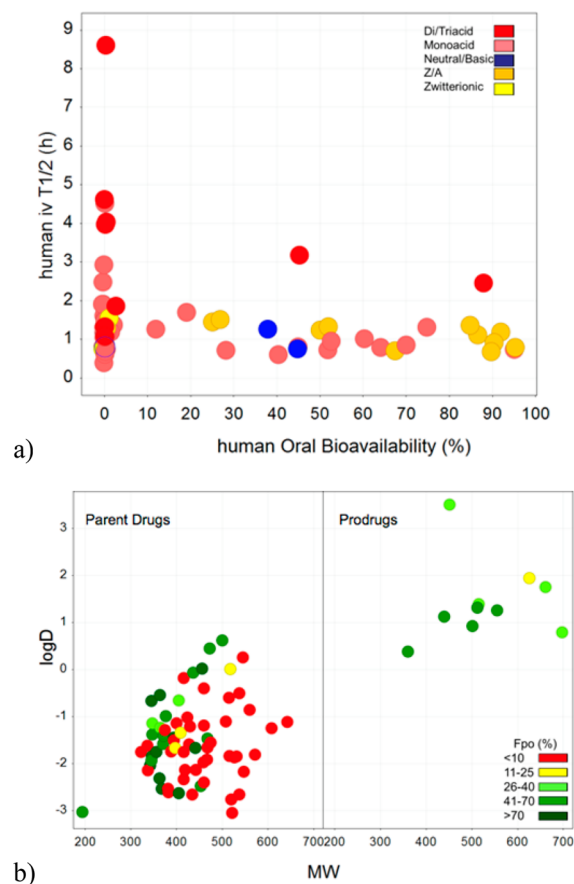 Di/Triacid
Monoacid
Neutral/Basic
Z/A
Zwitterionic
human iv T1/2 (h)
9
8
7
6
5
4
3
2
1
0
0 10 20 30 40 50 60 70 80 90 100
human Oral Bioavailability (%)
a)
Parent Drugs
Prodrugs
logD
3
2
1
0
-1
-2
-3
Fpo (%)
<10
11-25
26-40
41-70
>70
200 300 400 500 600 700 200 300 400 500 600 700
MW
b)